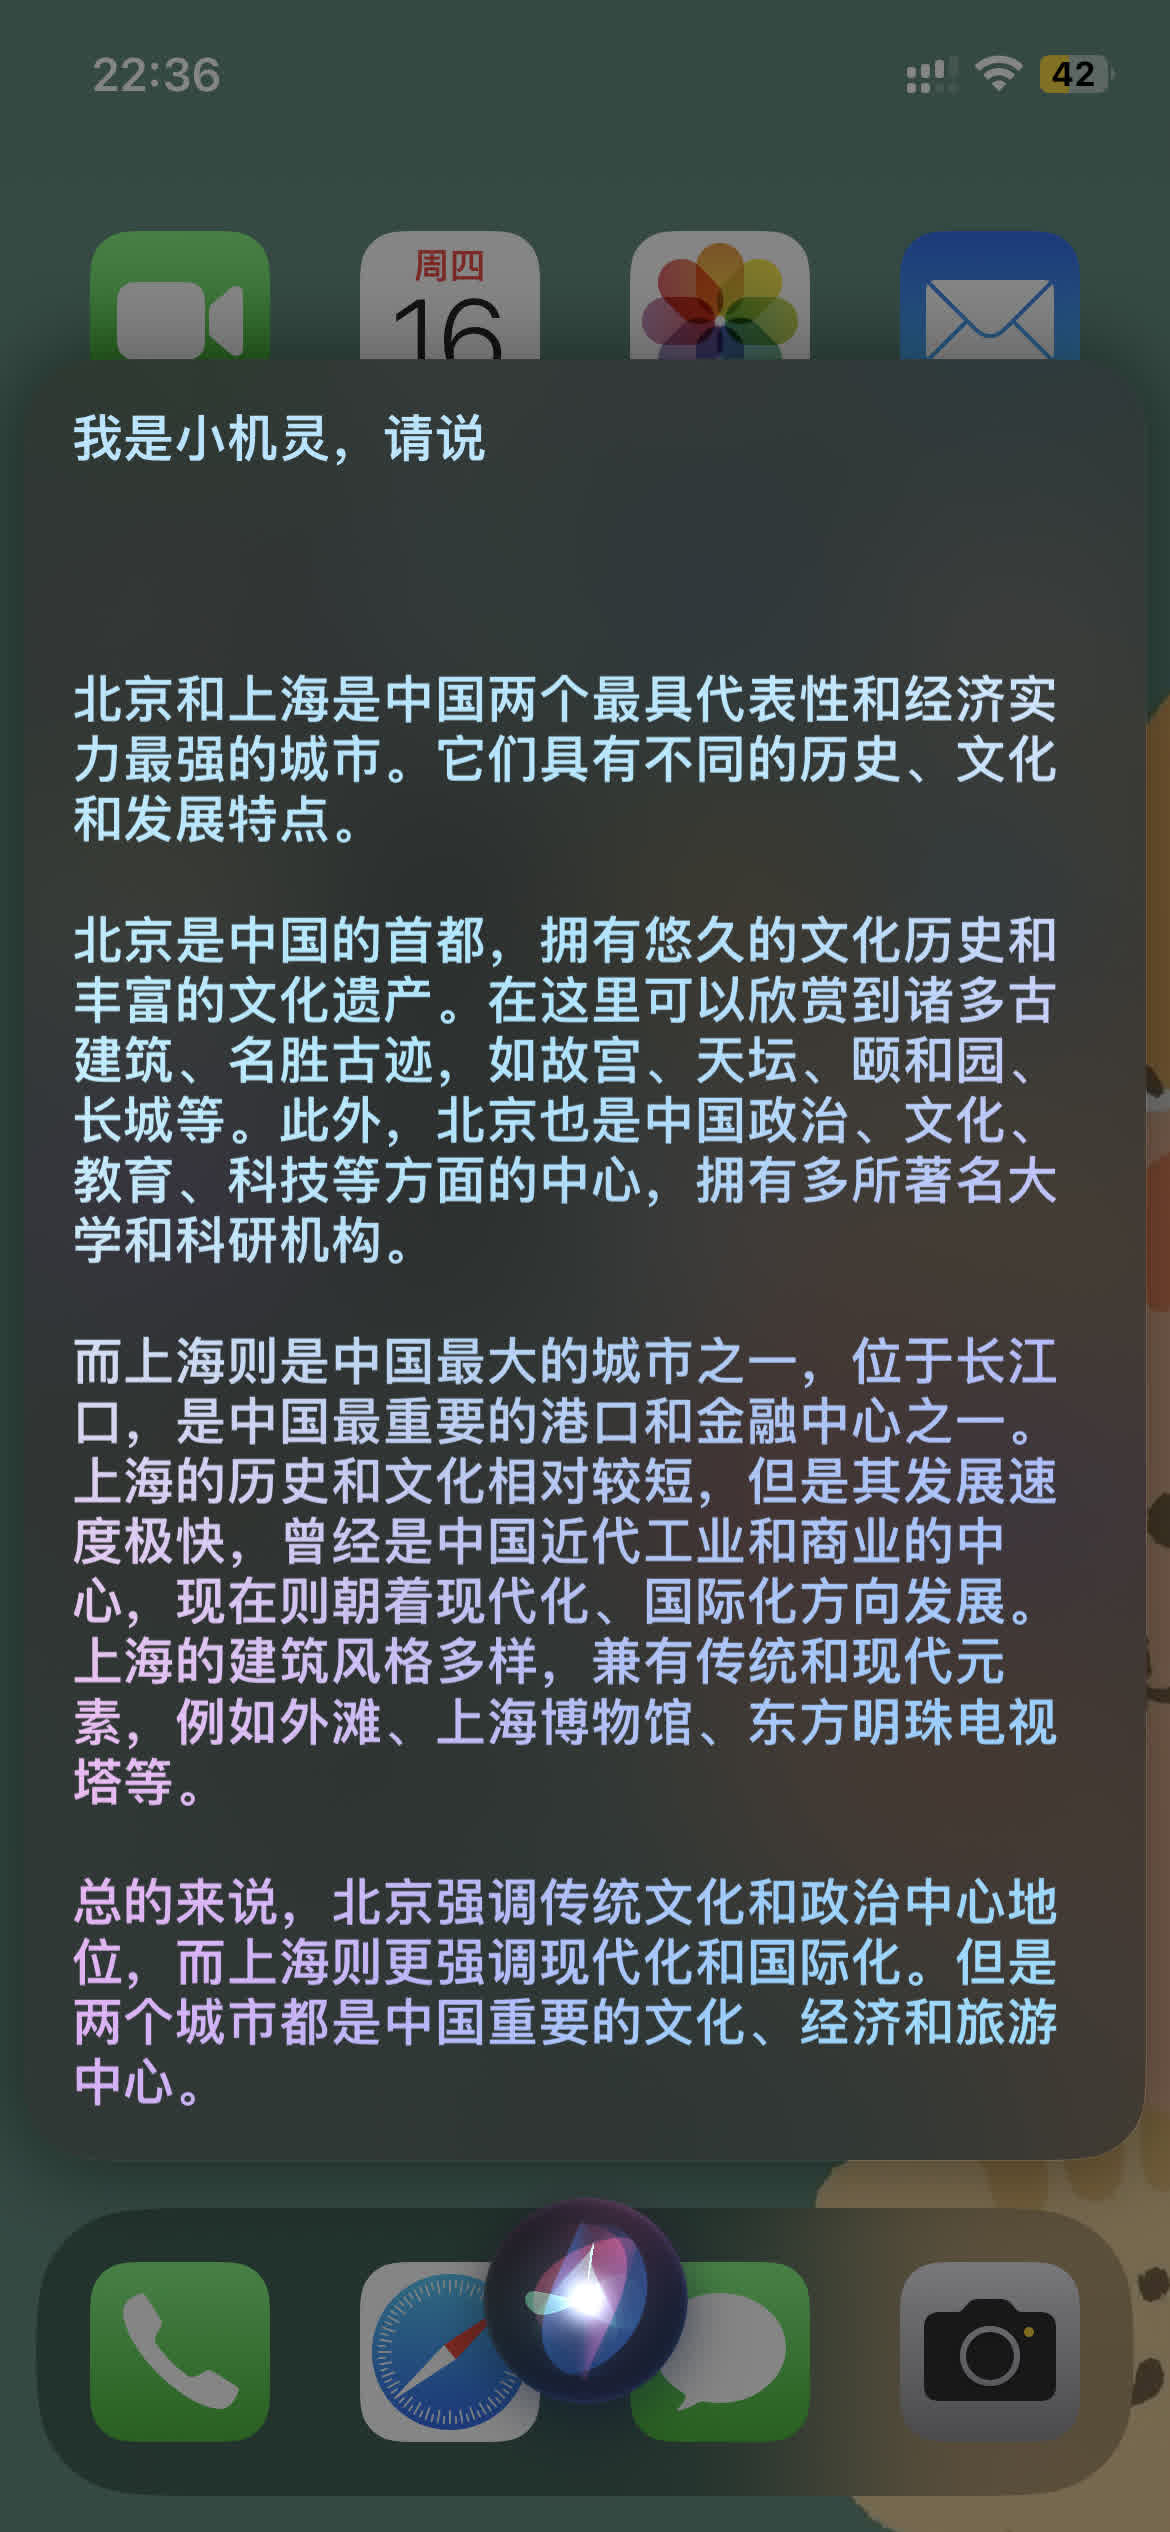 22:36
42
周四
16
我是小机灵，请说
北京和上海是中国两个最具代表性和经济实
力最强的城市。它们具有不同的历史、文化
和发展特点。
北京是中国的首都，拥有悠久的文化历史和
丰富的文化遗产。在这里可以欣赏到诸多古
建筑、名胜古迹，如故宫、天坛、颐和园、
长城等。此外，北京也是中国政治、文化、
教育、科技等方面的中心，拥有多所著名大
学和科研机构。
而上海则是中国最大的城市之一，位于长江
口，是中国最重要的港口和金融中心之一。
上海的历史和文化相对较短，但是其发展速
度极快，曾经是中国近代工业和商业的中
心，现在则朝着现代化、国际化方向发展。
上海的建筑风格多样，兼有传统和现代元
素，例如外滩、上海博物馆、东方明珠电视
塔等。
总的来说，北京强调传统文化和政治中心地
位，而上海则更强调现代化和国际化。但是
两个城市都是中国重要的文化、经济和旅游
中心。